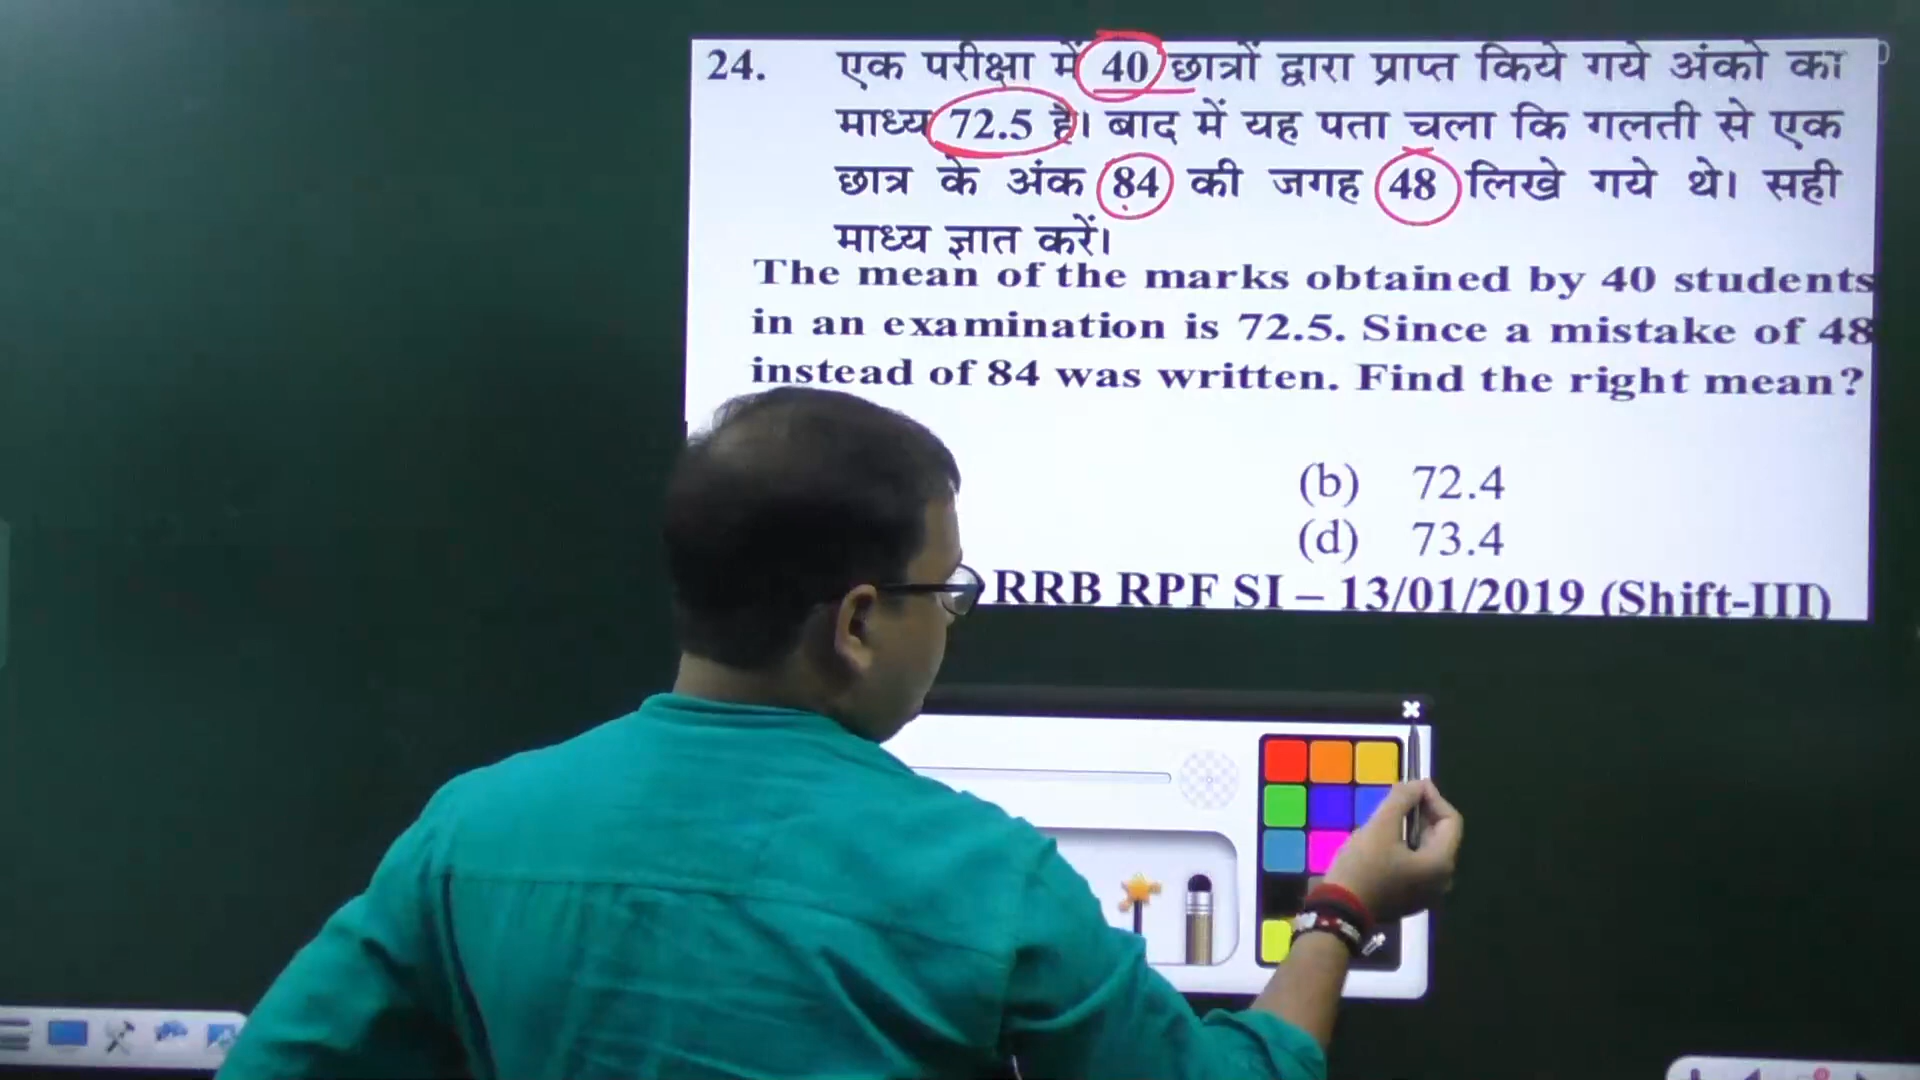 24. एक परीक्षा में 40 छात्रों द्वारा प्राप्त किये गये अंको का
माध्य 72.5 है। बाद में यह पता चला कि गलती से एक
छात्र के अंक 84 की जगह 48 लिखे गये थे। सही
माध्य ज्ञात करें।
The mean of the marks obtained by 40 students
in an examination is 72.5. Since a mistake of 48
instead of 84 was written. Find the right mean?
(b) 72.4
(d) 73.4
RRB RPF SI – 13/01/2019 (Shift-III)